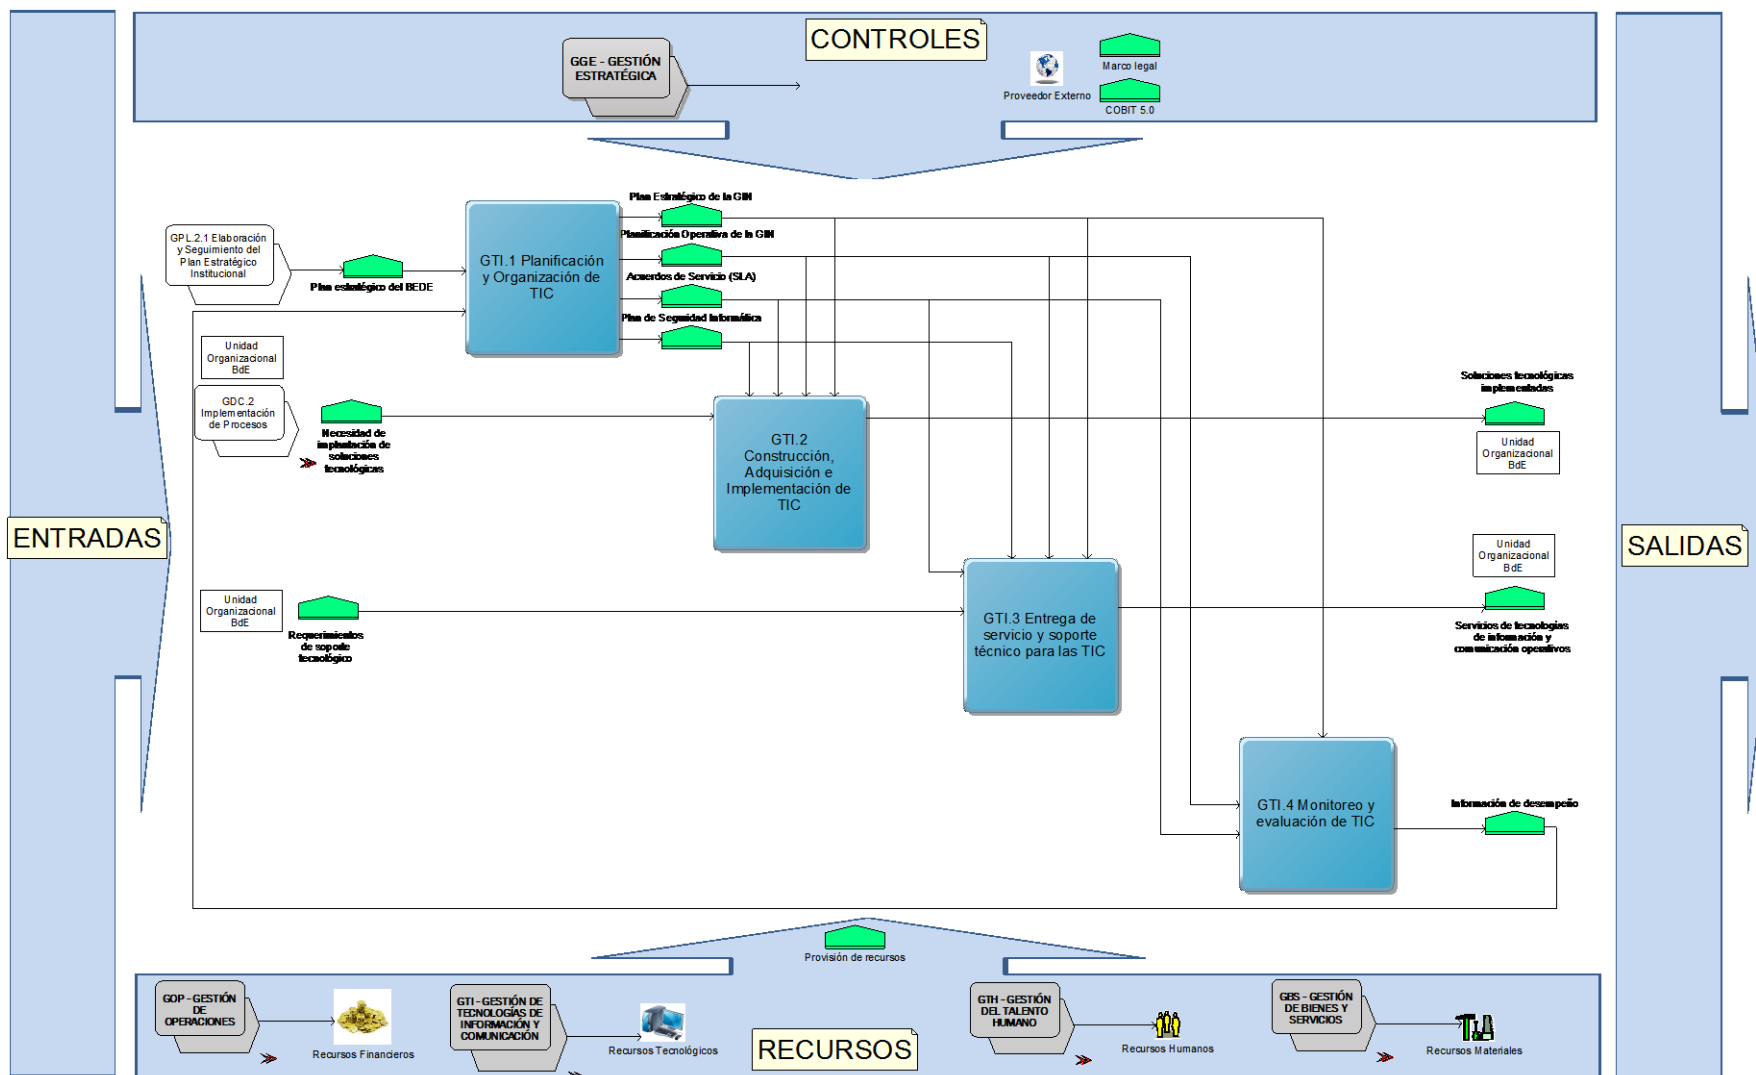 CONTROLES
GGE - GESTIÓN
ESTRATÉGICA
Proveedor Externo
Marco legal
COBIT 5.0
ENTRADAS
GPL.2.1 Elaboración
y Seguimiento del
Plan Estratégico
Institucional
Plan estratégico del BEDE
GTI.1 Planificación
y Organización de
TIC
Plan Estratégico de la GIN
Planificación Operativa de la GIN
Acuerdos de Servicio (SLA)
Plan de Seguridad Informática
Unidad
Organizacional
BdE
GDC.2
Implementación
de Procesos
Necesidad de
implantación de
soluciones
tecnológicas
GTI.2
Construcción,
Adquisición e
Implementación de
TIC
Soluciones tecnológicas
implementadas
Unidad
Organizacional
BdE
Unidad
Organizacional
BdE
Requerimientos
de soporte
tecnológico
GTI.3 Entrega de
servicio y soporte
técnico para las TIC
Unidad
Organizacional
BdE
Servicios de tecnologías
de información y
comunicación operativos
SALIDAS
GTI.4 Monitoreo y
evaluación de TIC
Información de desempeño
Provisión de recursos
GOP - GESTIÓN
DE
OPERACIONES
Recursos Financieros
GTI - GESTIÓN DE
TECNOLOGÍAS DE
INFORMACIÓN Y
COMUNICACIÓN
Recursos Tecnológicos
RECURSOS
GTH - GESTIÓN
DEL TALENTO
HUMANO
Recursos Humanos
GBS - GESTIÓN
DE BIENES Y
SERVICIOS
Recursos Materiales